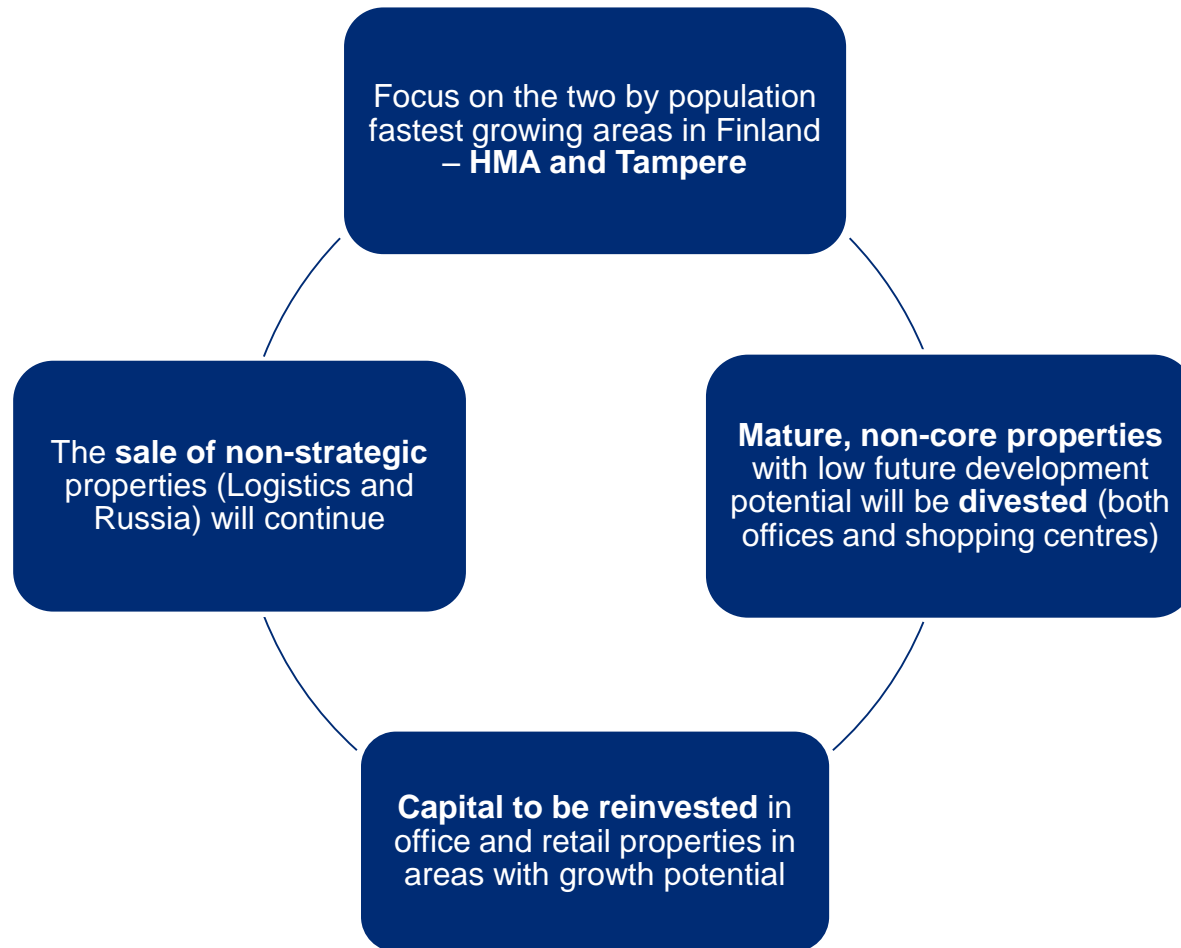 Focus on the two by population
fastest growing areas in Finland
– HMA and Tampere
The sale of non-strategic
properties (Logistics and
Russia) will continue
Mature, non-core properties
with low future development
potential will be divested (both
offices and shopping centres)
Capital to be reinvested in
office and retail properties in
areas with growth potential